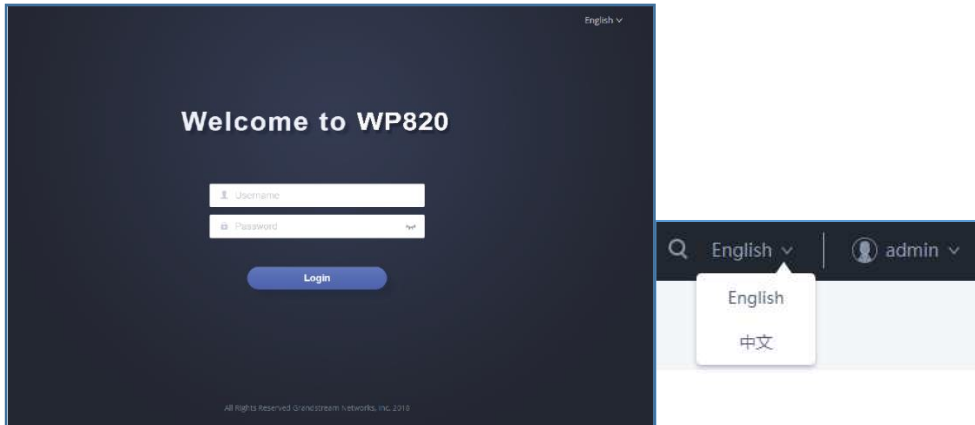 English
Welcome to WP820
Username
Password
Login
All Rights Reserved Grandstream Networks, Inc. 2018
English
admin
English
中文